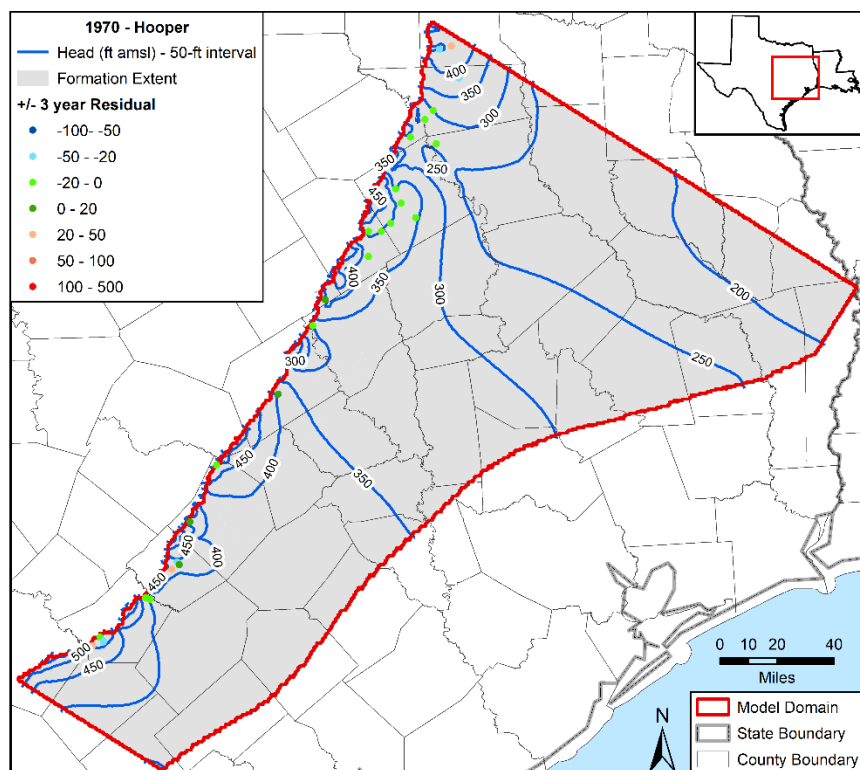 1970 - Hooper
Head (ft amsl) - 50-ft interval
Formation Extent
+/- 3 year Residual
-100- -50
-50 - -20
-20 - 0
0 - 20
20 - 50
50 - 100
100 - 500
400
350
300
350
250
450
400
350
300
200
300
250
450
400
350
450
400
450
500
450
0 10 20 40
Miles
N
Model Domain
State Boundary
County Boundary